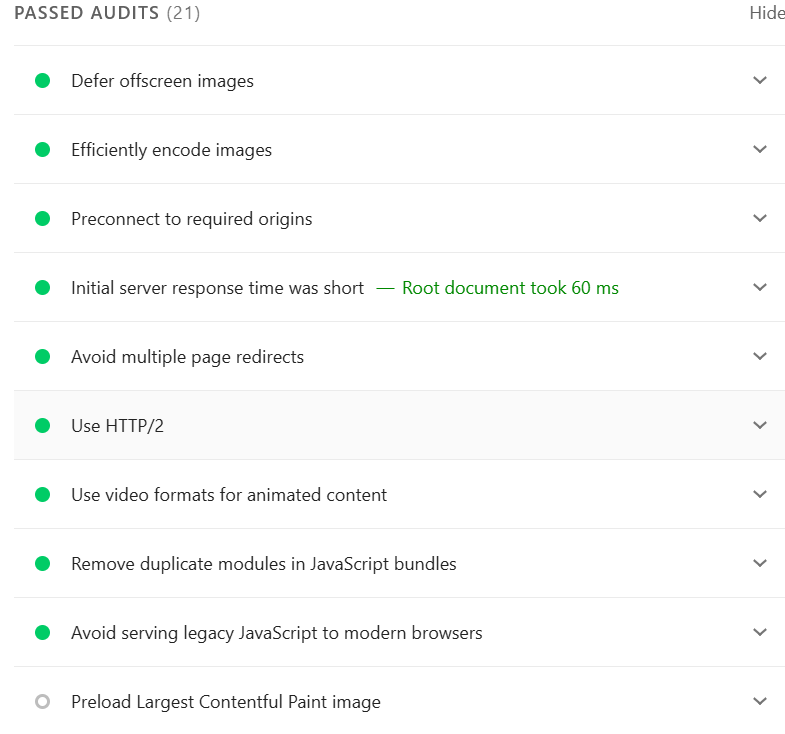 PASSED AUDITS (21) Hide
Defer offscreen images
Efficiently encode images
Preconnect to required origins
Initial server response time was short — Root document took 60 ms
Avoid multiple page redirects
Use HTTP/2
Use video formats for animated content
Remove duplicate modules in JavaScript bundles
Avoid serving legacy JavaScript to modern browsers
Preload Largest Contentful Paint image